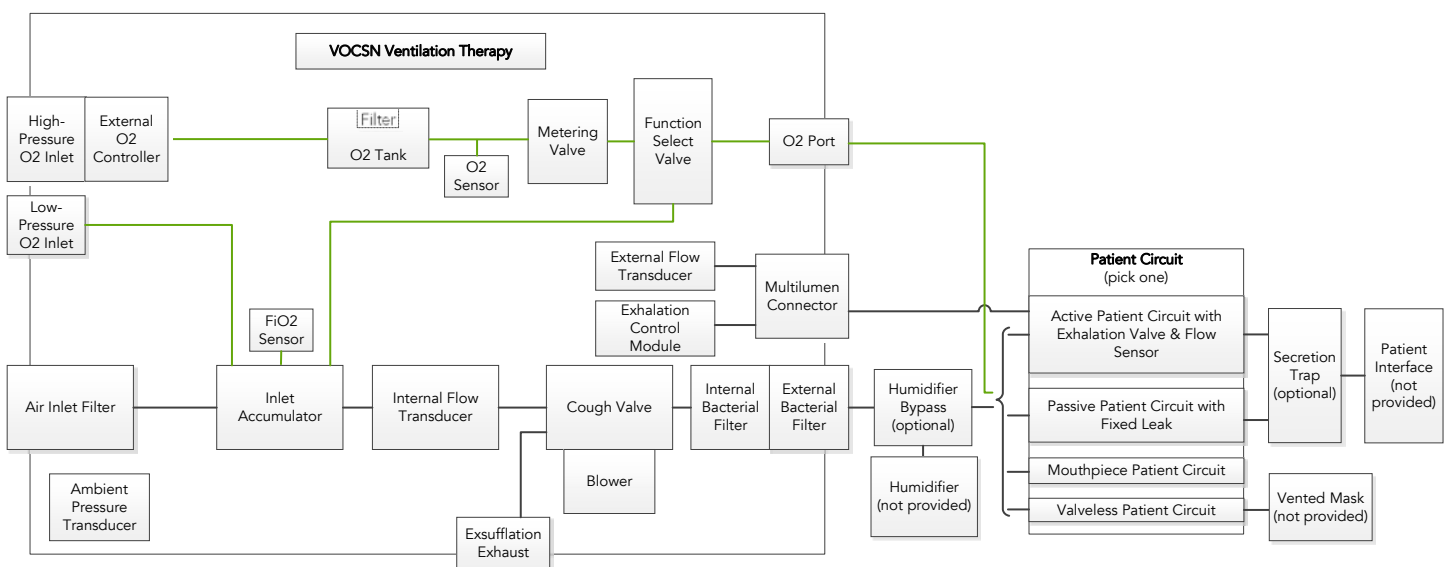 VOCSN Ventilation Therapy
High-
Pressure
O2 Inlet
External
O2
Controller
Filter
O2 Tank
O2
Sensor
Metering
Valve
Function
Select
Valve
O2 Port
Low-
Pressure
O2 Inlet
External Flow
Transducer
Exhalation
Control
Module
Multilumen
Connector
Patient Circuit
(pick one)
Active Patient Circuit with
Exhalation Valve & Flow
Sensor
Passive Patient Circuit with
Fixed Leak
Mouthpiece Patient Circuit
Valveless Patient Circuit
Secretion
Trap
(optional)
Patient
Interface
(not
provided)
Vented Mask
(not provided)
FiO2
Sensor
Air Inlet Filter
Inlet
Accumulator
Internal Flow
Transducer
Cough Valve
Blower
Internal
Bacterial
Filter
External
Bacterial
Filter
Humidifier
Bypass
(optional)
Humidifier
(not provided)
Ambient
Pressure
Transducer
Exsufflation
Exhaust